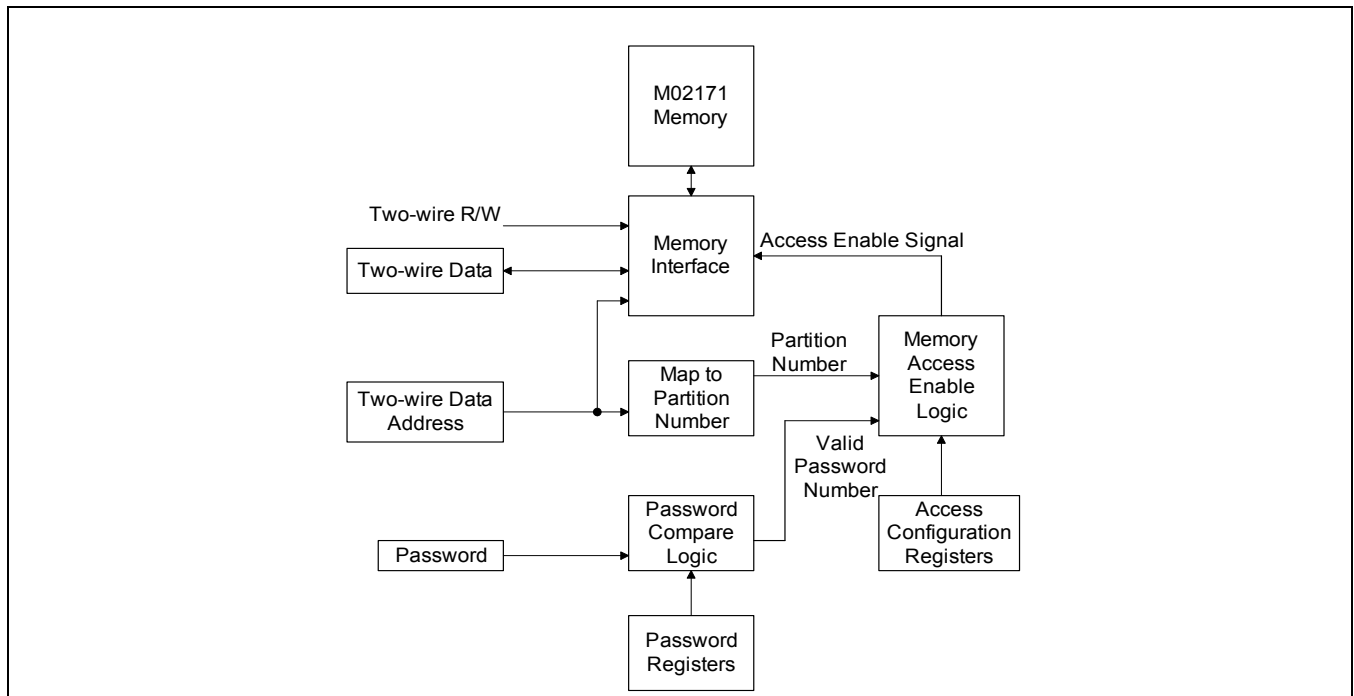 M02171
Memory
Two-wire R/W
Two-wire Data
Memory
Interface
Access Enable Signal
Two-wire Data
Address
Map to
Partition
Number
Partition
Number
Memory
Access
Enable
Logic
Valid
Password
Number
Password
Password
Compare
Logic
Access
Configuration
Registers
Password
Registers